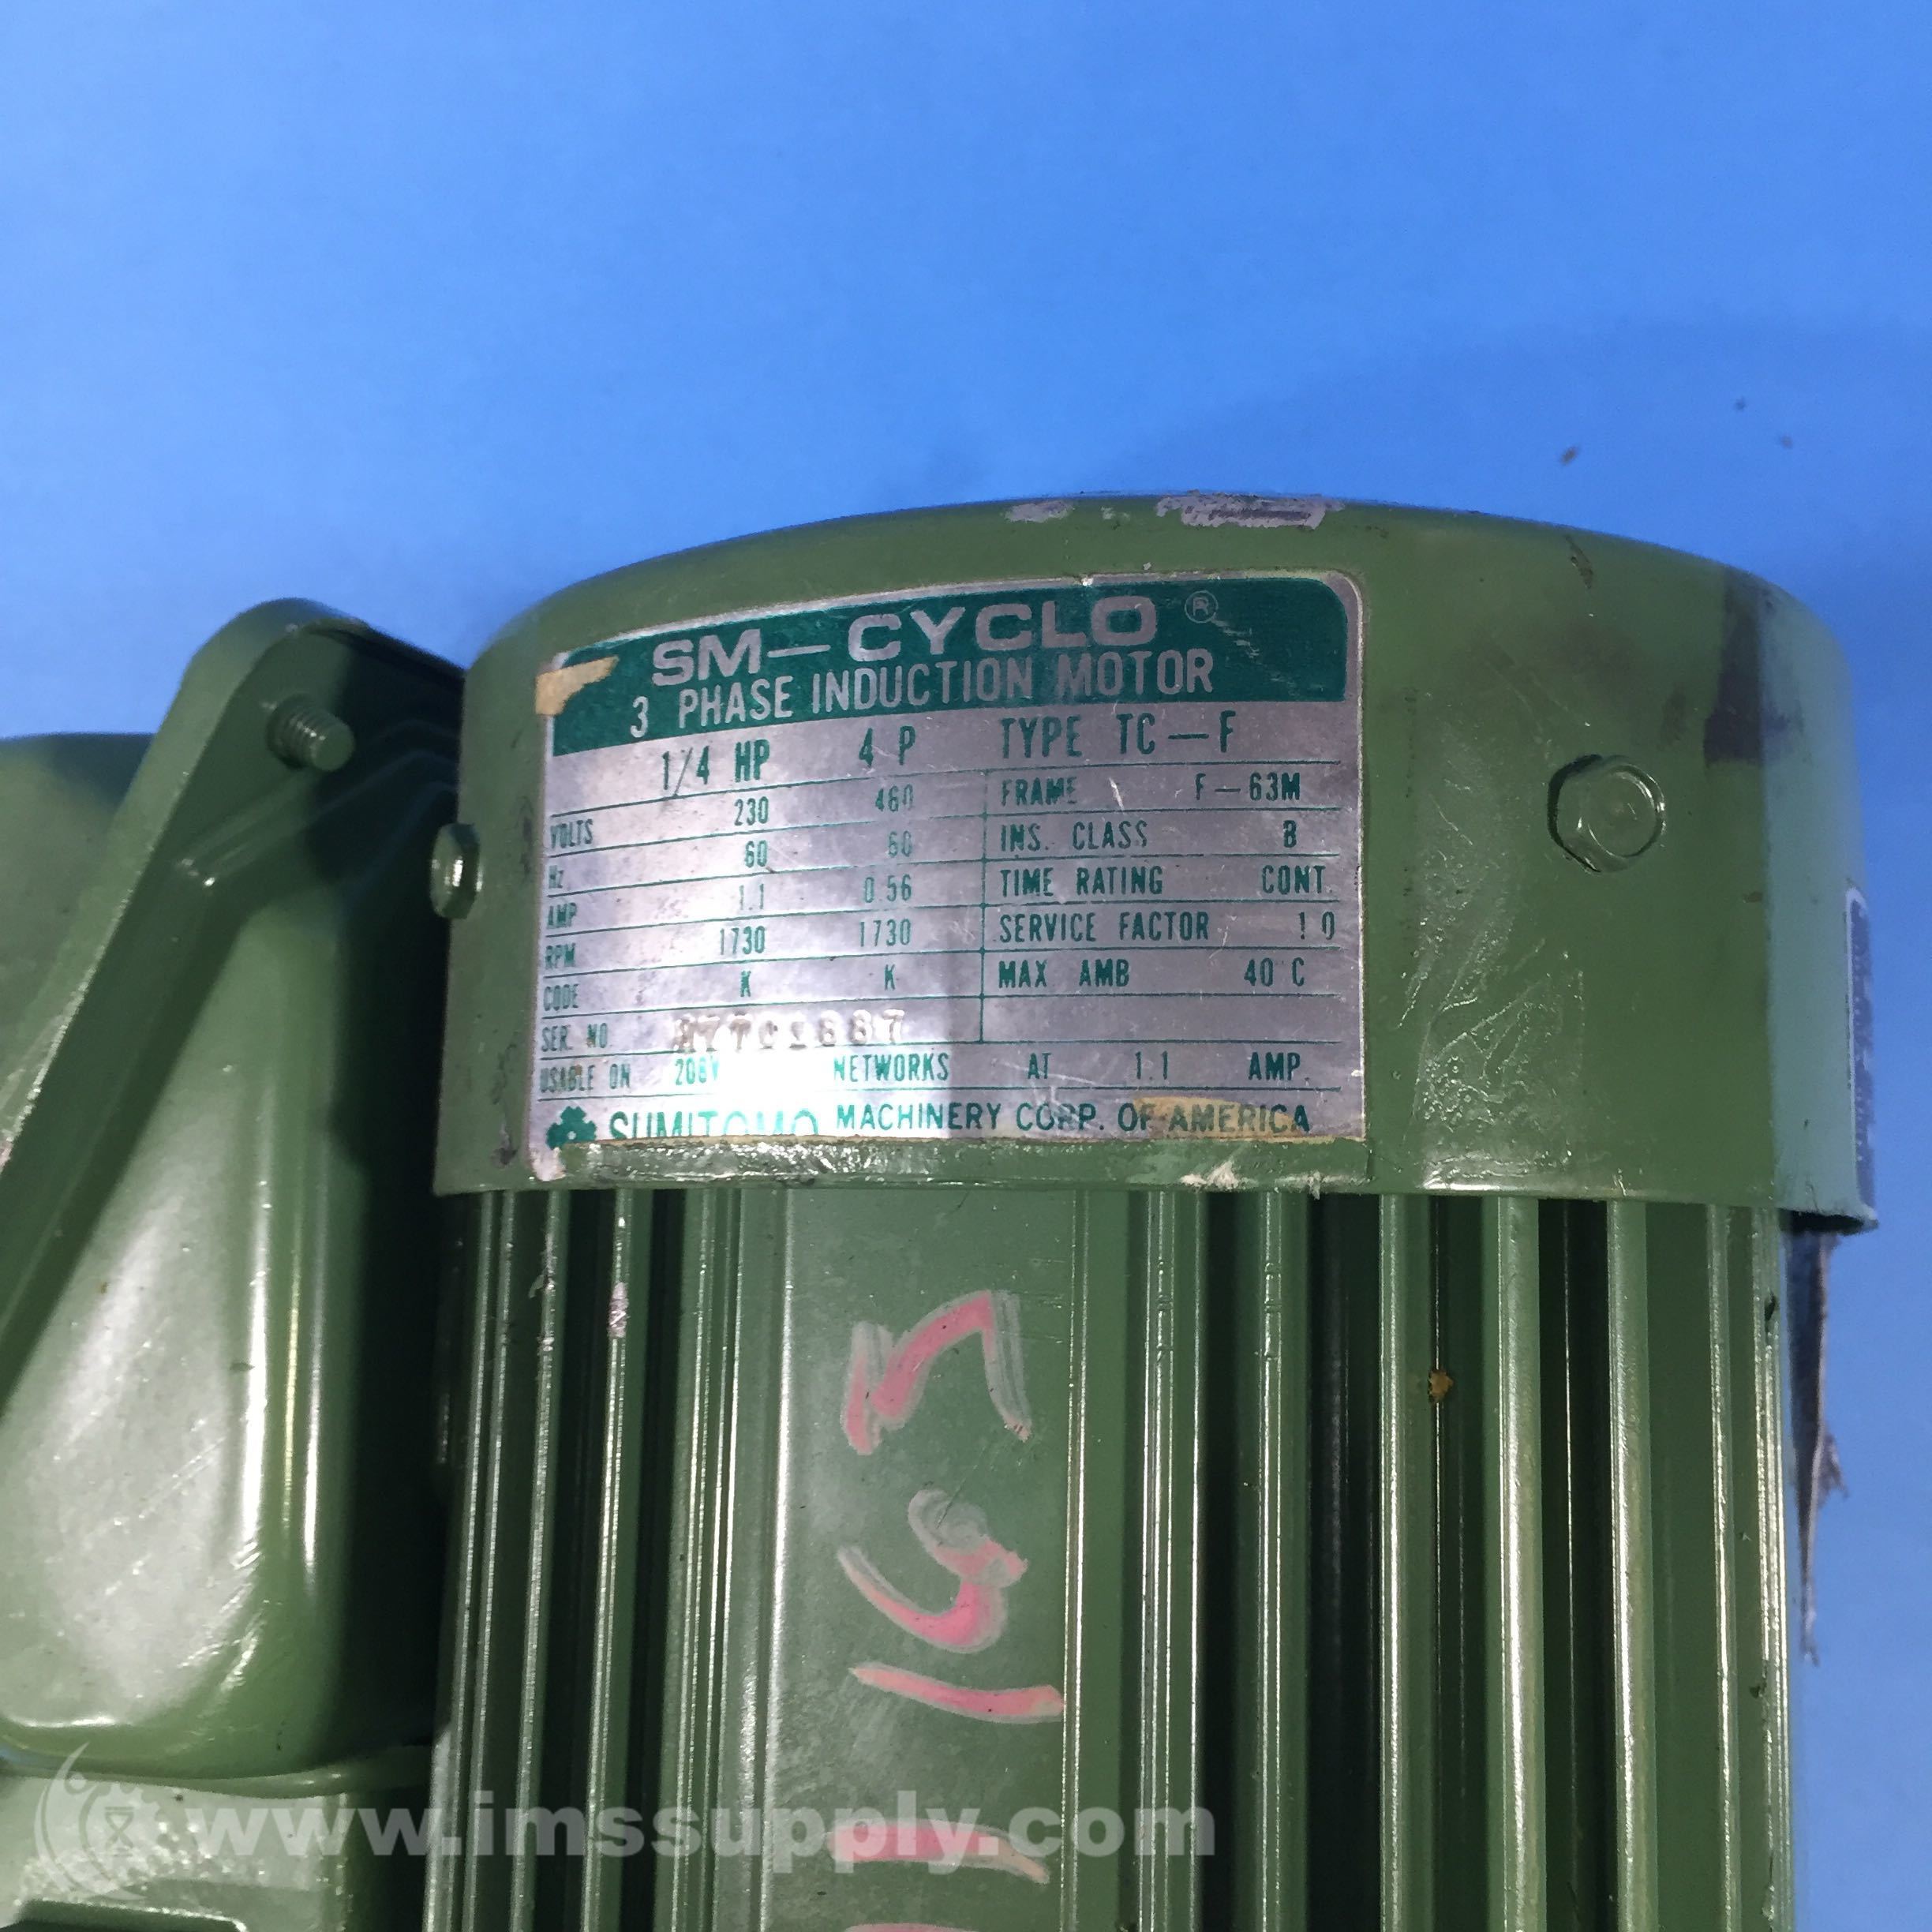 SM-CYCLO®
3 PHASE INDUCTION MOTOR
1/4 HP 4 P TYPE TC-F
VOLTS 230 460 FRAME F-63M
Hz 60 60 INS. CLASS B
AMP 1.1 0.56 TIME RATING CONT.
RPM 1730 1730 SERVICE FACTOR 1.0
CODE K K MAX AMB 40°C
SER. NO
USABLE ON 208V NETWORKS AT 1.1 AMP.
SUMITOMO MACHINERY CORP. OF AMERICA
www.imssupply.com